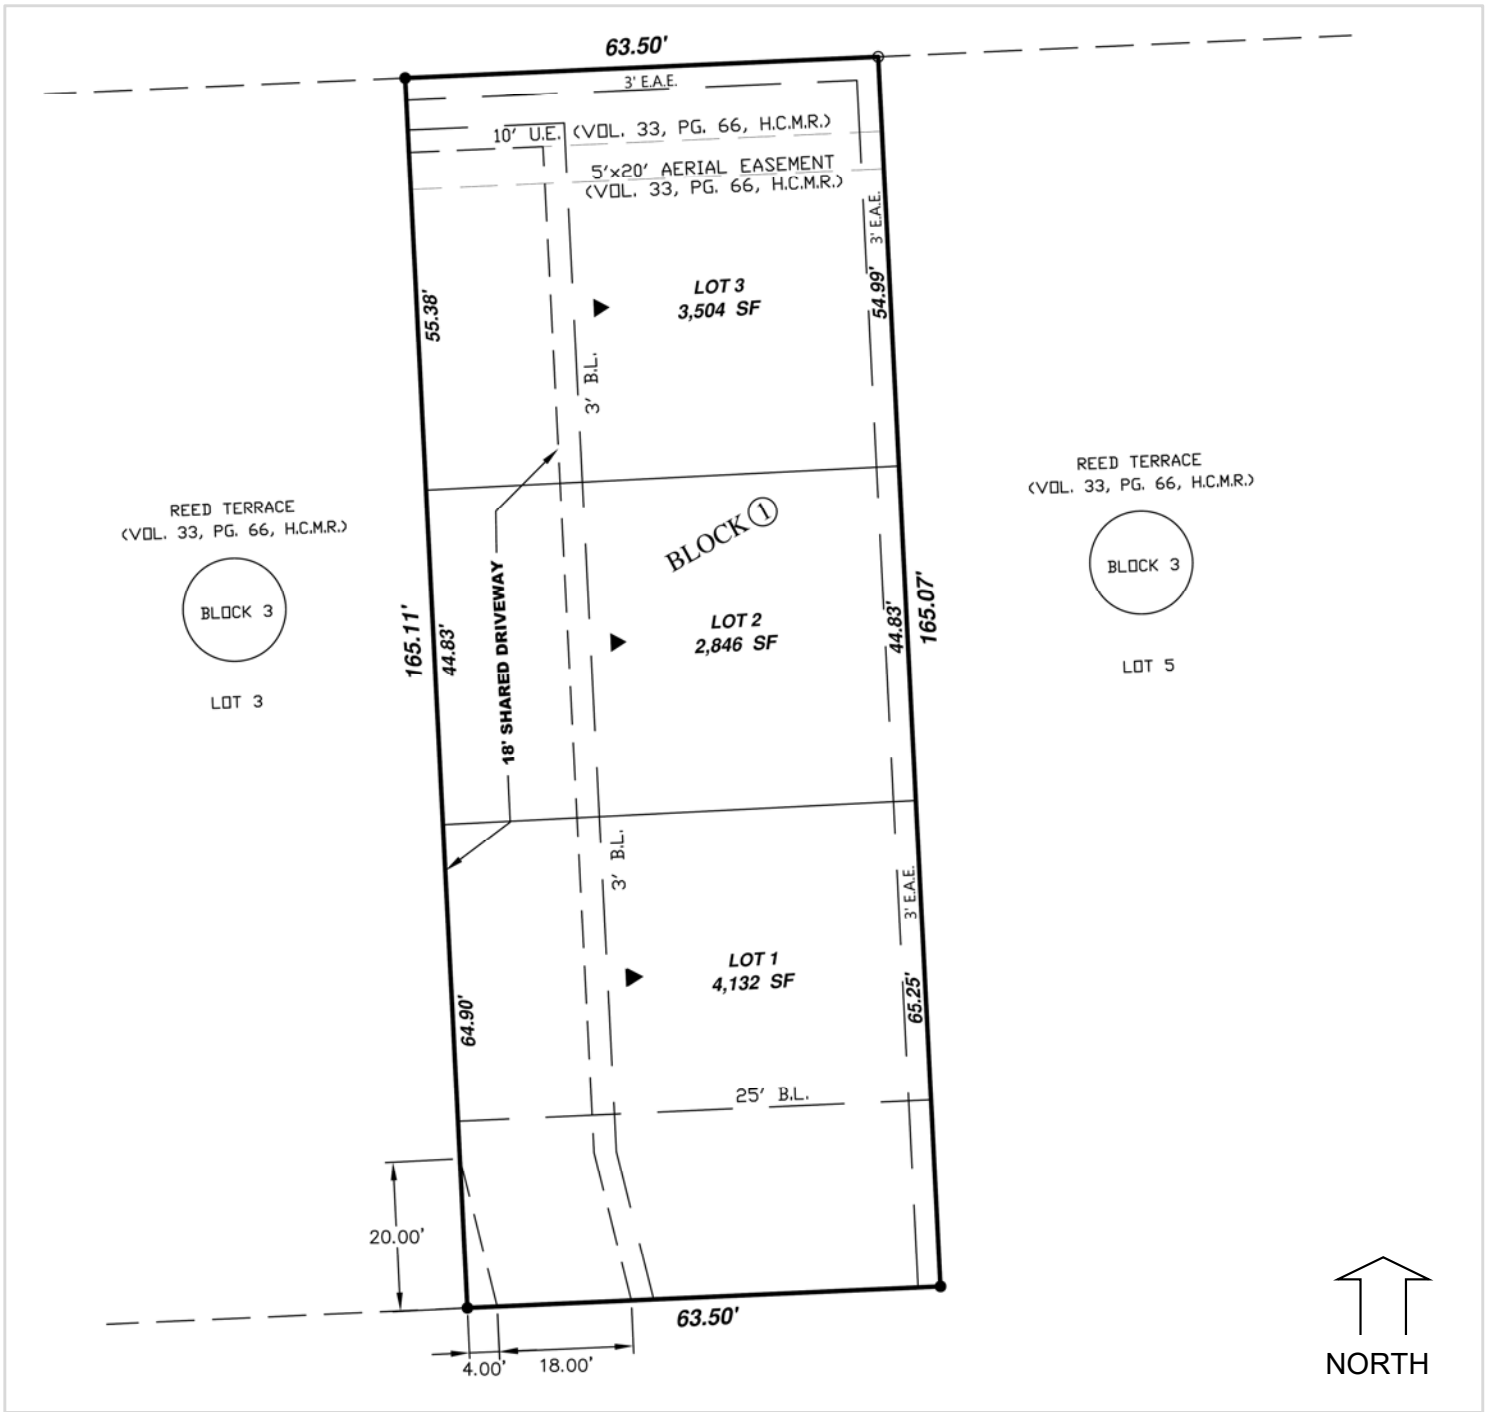 63.50'
3' E.A.E.
10' U.E. (VOL. 33, PG. 66, H.C.M.R.)
5'x20' AERIAL EASEMENT
(VOL. 33, PG. 66, H.C.M.R.)
3' E.A.E.
55.38'
54.99'
LOT 3
3,504 SF
3' B.L.
REED TERRACE
(VOL. 33, PG. 66, H.C.M.R.)
BLOCK 3
LOT 3
REED TERRACE
(VOL. 33, PG. 66, H.C.M.R.)
BLOCK 3
LOT 5
BLOCK 1
165.11'
44.83'
18' SHARED DRIVEWAY
LOT 2
2,846 SF
44.83'
165.07'
3' B.L.
3' E.A.E.
LOT 1
4,132 SF
64.90'
65.25'
25' B.L.
20.00'
63.50'
4.00'
18.00'
NORTH